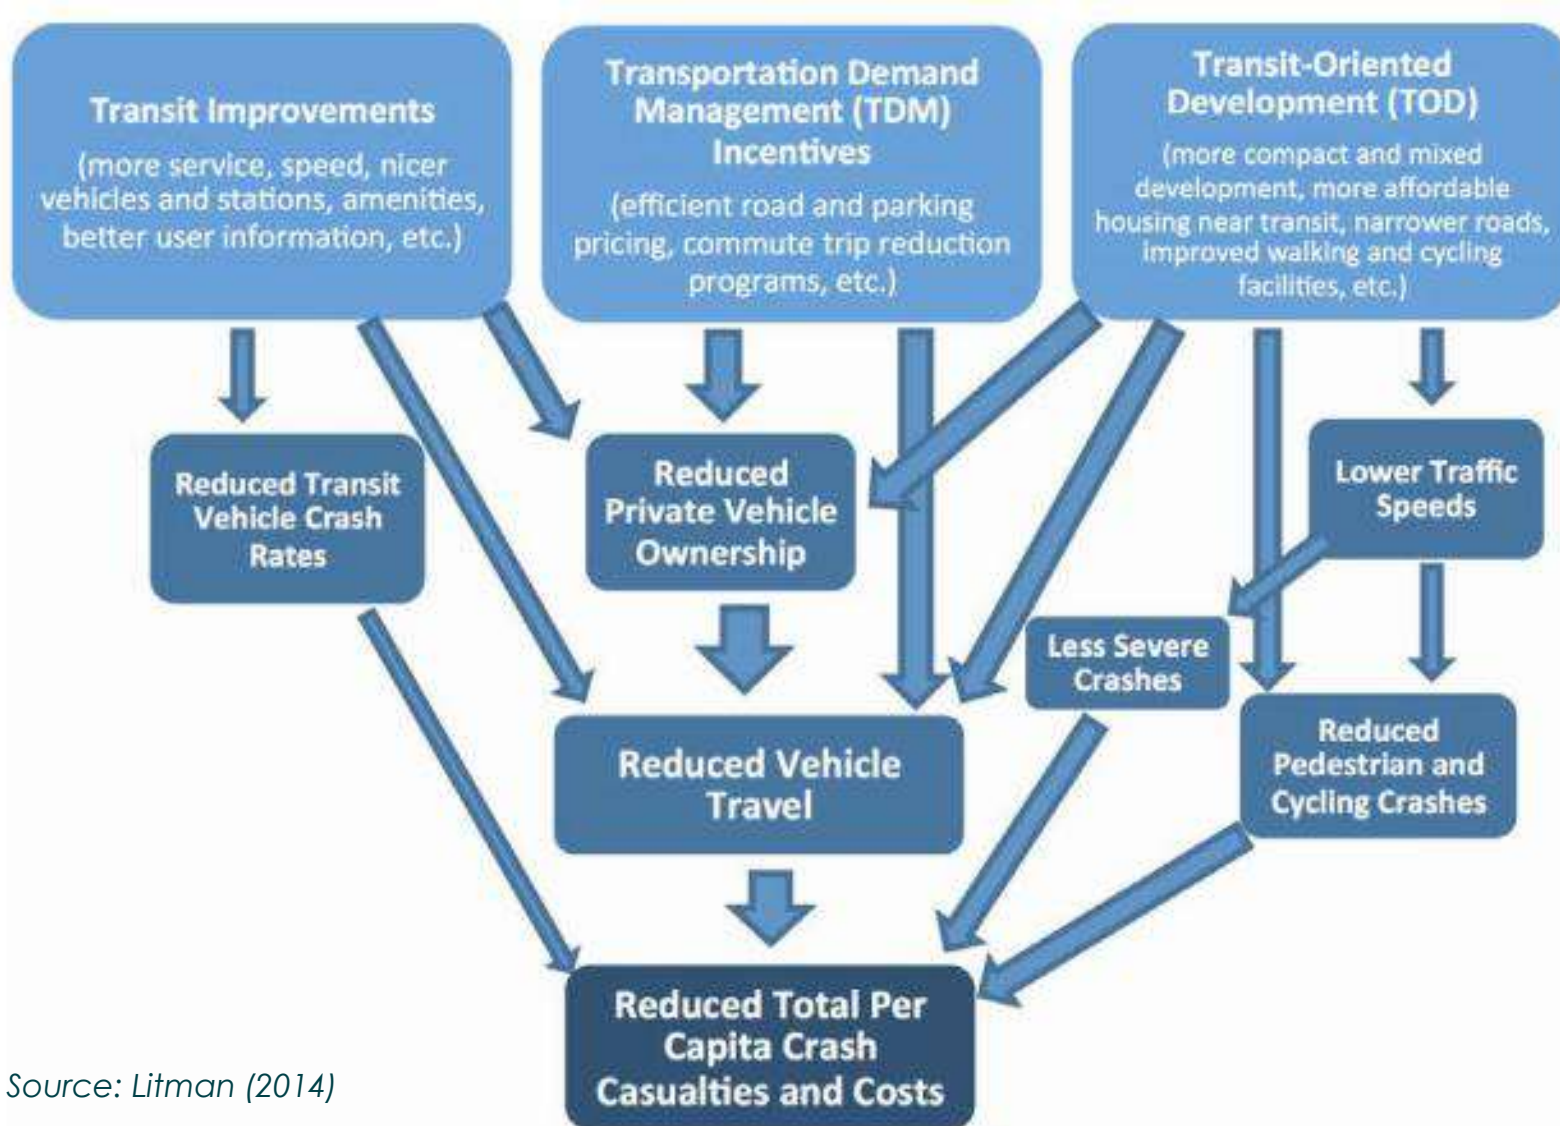 Transit Improvements
(more service, speed, nicer
vehicles and stations, amenities,
better user information, etc.)
Transportation Demand
Management (TDM)
Incentives
(efficient road and parking
pricing, commute trip reduction
programs, etc.)
Transit-Oriented
Development (TOD)
(more compact and mixed
development, more affordable
housing near transit, narrower roads,
improved walking and cycling
facilities, etc.)
Reduced Transit
Vehicle Crash
Rates
Reduced
Private Vehicle
Ownership
Lower Traffic
Speeds
Less Severe
Crashes
Reduced Vehicle
Travel
Reduced
Pedestrian and
Cycling Crashes
Reduced Total Per
Capita Crash
Casualties and Costs
Source: Litman (2014)